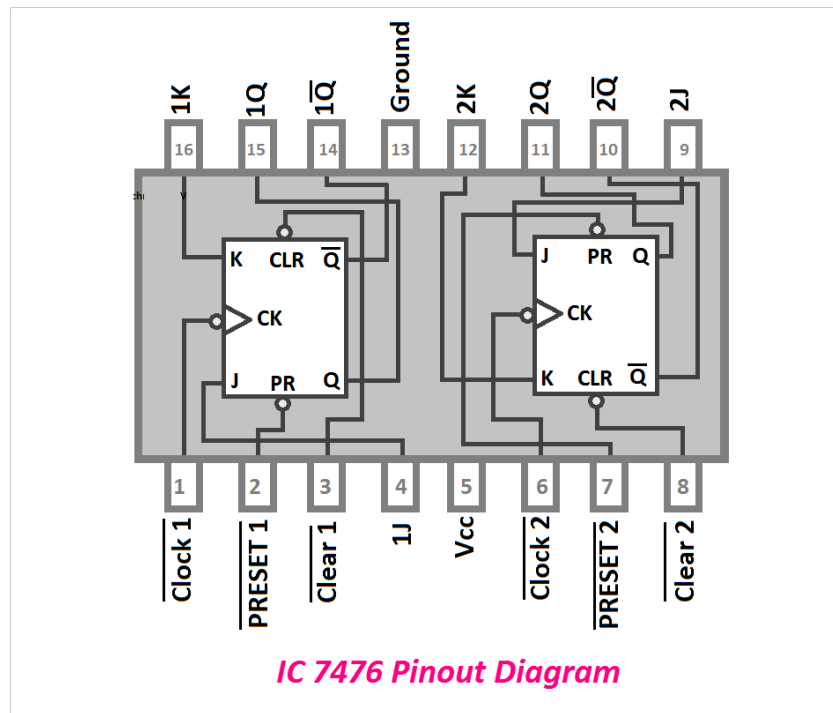 1K 1Q 1Q̅ Ground 2K 2Q 2Q̅ 2J
16 15 14 13 12 11 10 9
chi V
K CLR Q̅ J PR Q
CK CK
J PR Q K CLR Q̅
1 2 3 4 5 6 7 8
Clock 1 PRESET 1 Clear 1 1J Vcc Clock 2 PRESET 2 Clear 2
IC 7476 Pinout Diagram